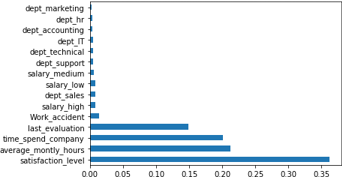 dept_marketing
dept_hr
dept_accounting
dept_IT
dept_technical
dept_support
salary_medium
salary_low
dept_sales
salary_high
Work_accident
last_evaluation
time_spend_company
average_montly_hours
satisfaction_level
0.00 0.05 0.10 0.15 0.20 0.25 0.30 0.35